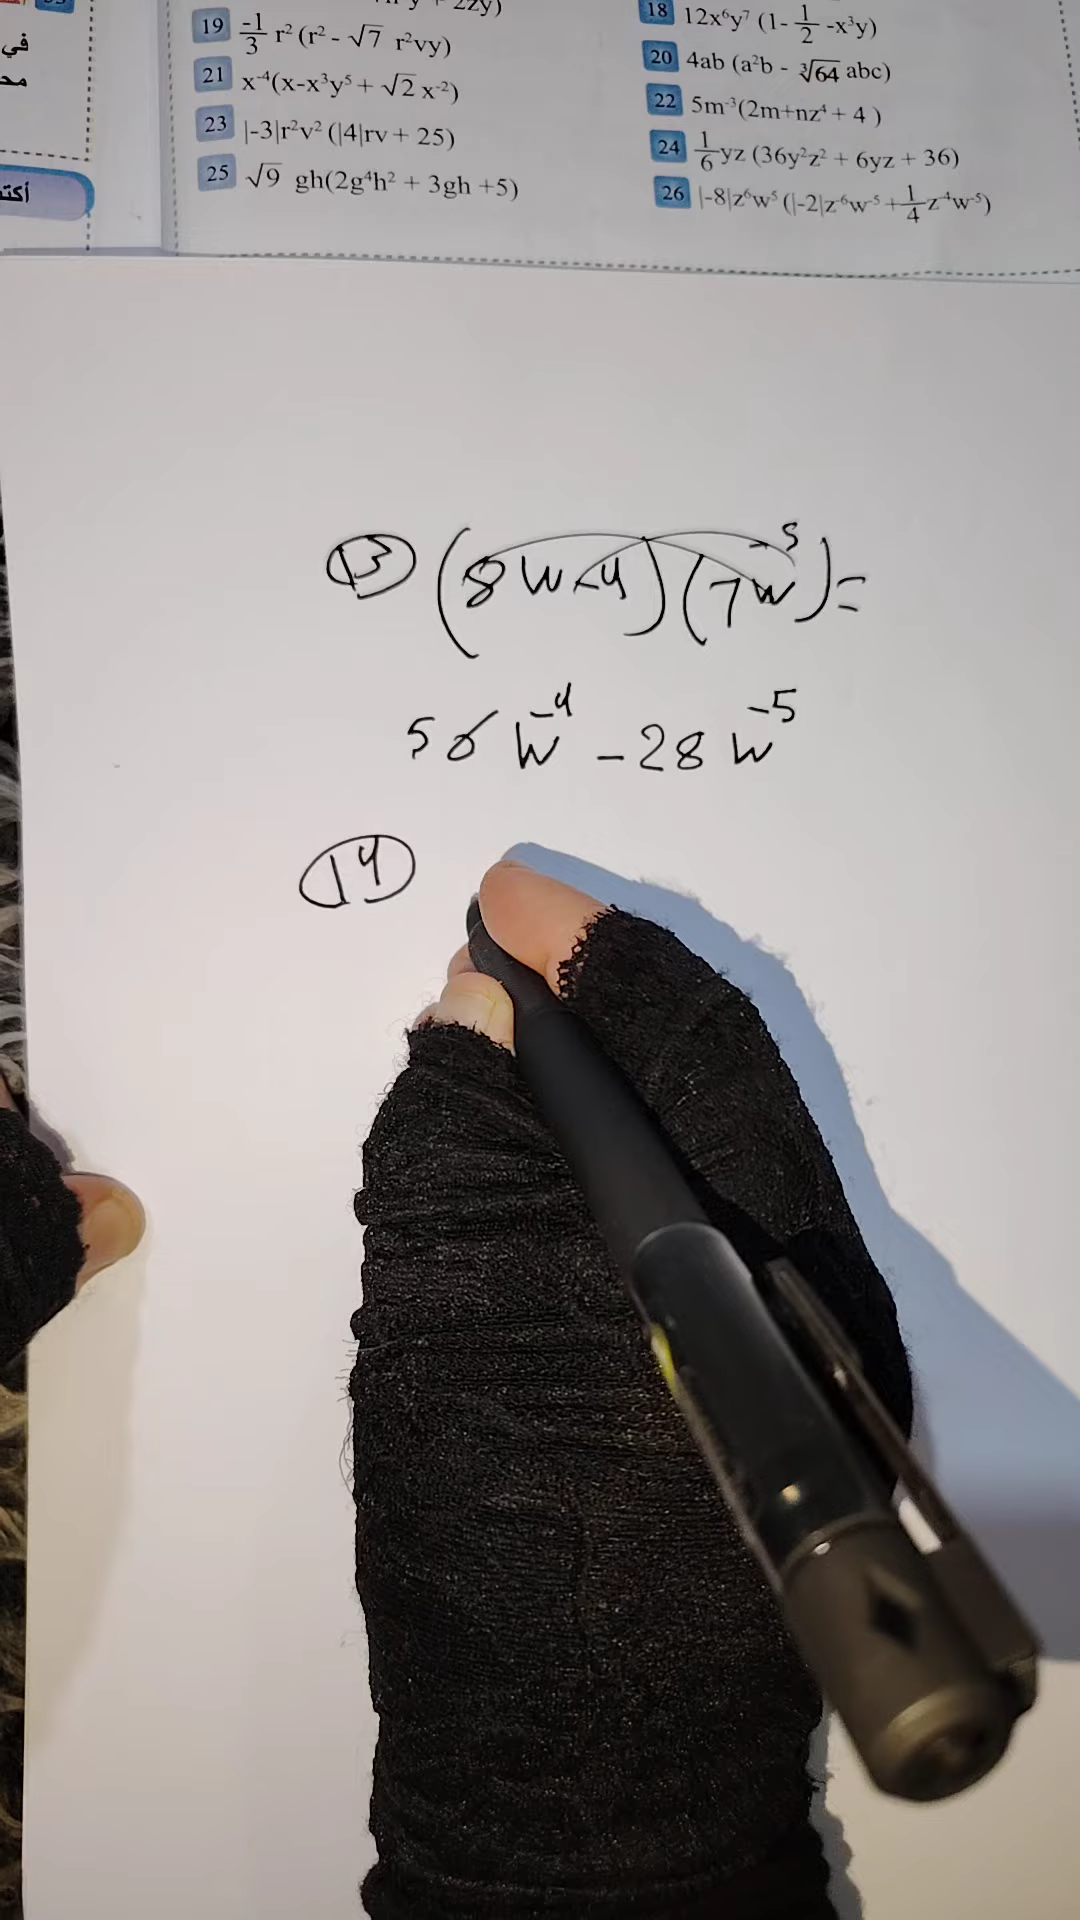 2zy)
18 12x⁶y⁷ (1- 1/2 -x³y)
19 -1/3 r² (r² - √7 r²vy)
20 4ab (a²b - ³√64 abc)
21 x⁻⁴(x-x³y⁵ + √2 x⁻²)
22 5m⁻³(2m+nz⁴ + 4 )
23 |-3|r²v² (|4|rv + 25)
24 1/6 yz (36y²z² + 6yz + 36)
25 √9 gh(2g⁴h² + 3gh +5)
26 |-8|z⁶w⁵ (|-2|z⁻⁶w⁻⁵ + 1/4 z⁻⁴w⁻⁵)
في
13 (8w-4)(7w⁻⁵)=
56w⁻⁴ - 28w⁻⁵
14